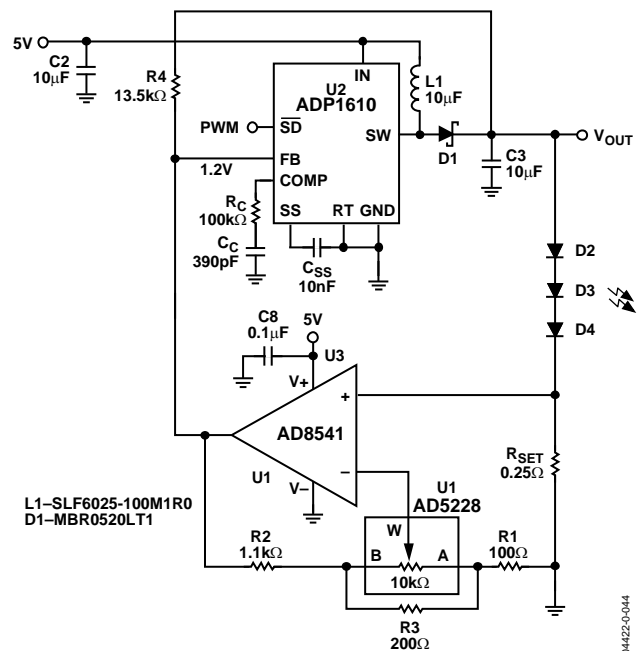 5V
C2
10µF
R4
13.5kΩ
IN
U2
ADP1610
L1
10µF
PWM
SD
SW
VOUT
D1
FB
1.2V
COMP
C3
10µF
RC
100kΩ
SS
RT
GND
CC
390pF
CSS
10nF
D2
D3
D4
C8
0.1µF
5V
U3
V+
+
AD8541
–
RSET
0.25Ω
U1
V–
U1
AD5228
L1–SLF6025-100M1R0
D1–MBR0520LT1
W
R2
1.1kΩ
B
A
R1
100Ω
10kΩ
R3
200Ω
04422-0-044